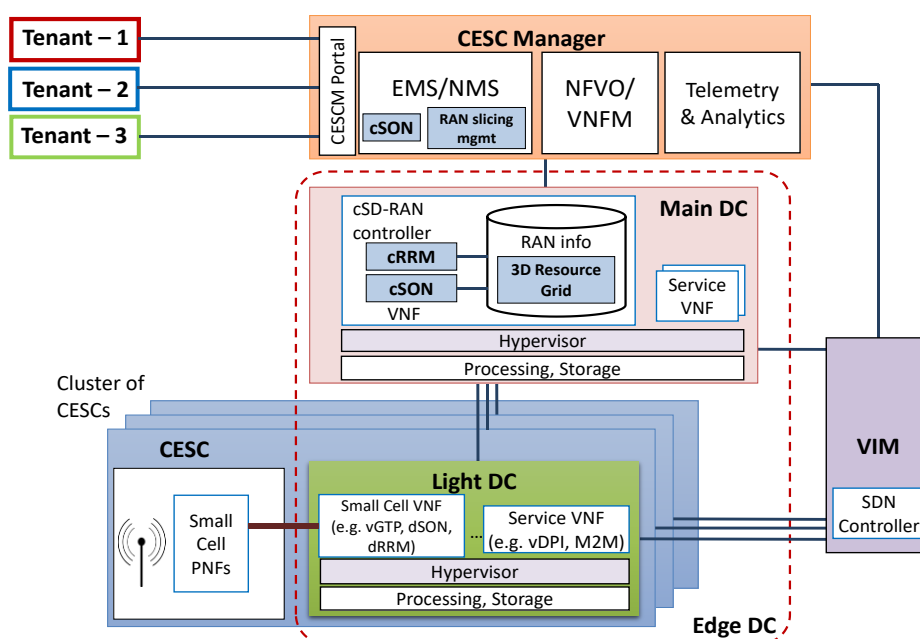 Tenant – 1
Tenant – 2
Tenant – 3
CESC Manager
CESCM Portal
EMS/NMS
cSON
RAN slicing
mgmt
NFVO/
VNFM
Telemetry
& Analytics
Main DC
cSD-RAN
controller
cRRM
cSON
VNF
RAN info
3D Resource
Grid
Service
VNF
Hypervisor
Processing, Storage
Cluster of
CESCs
CESC
Small
Cell
PNFs
Light DC
Small Cell VNF
(e.g. vGTP, dSON,
dRRM)
...
Service VNF
(e.g. vDPI, M2M)
Hypervisor
Processing, Storage
Edge DC
VIM
SDN
Controller